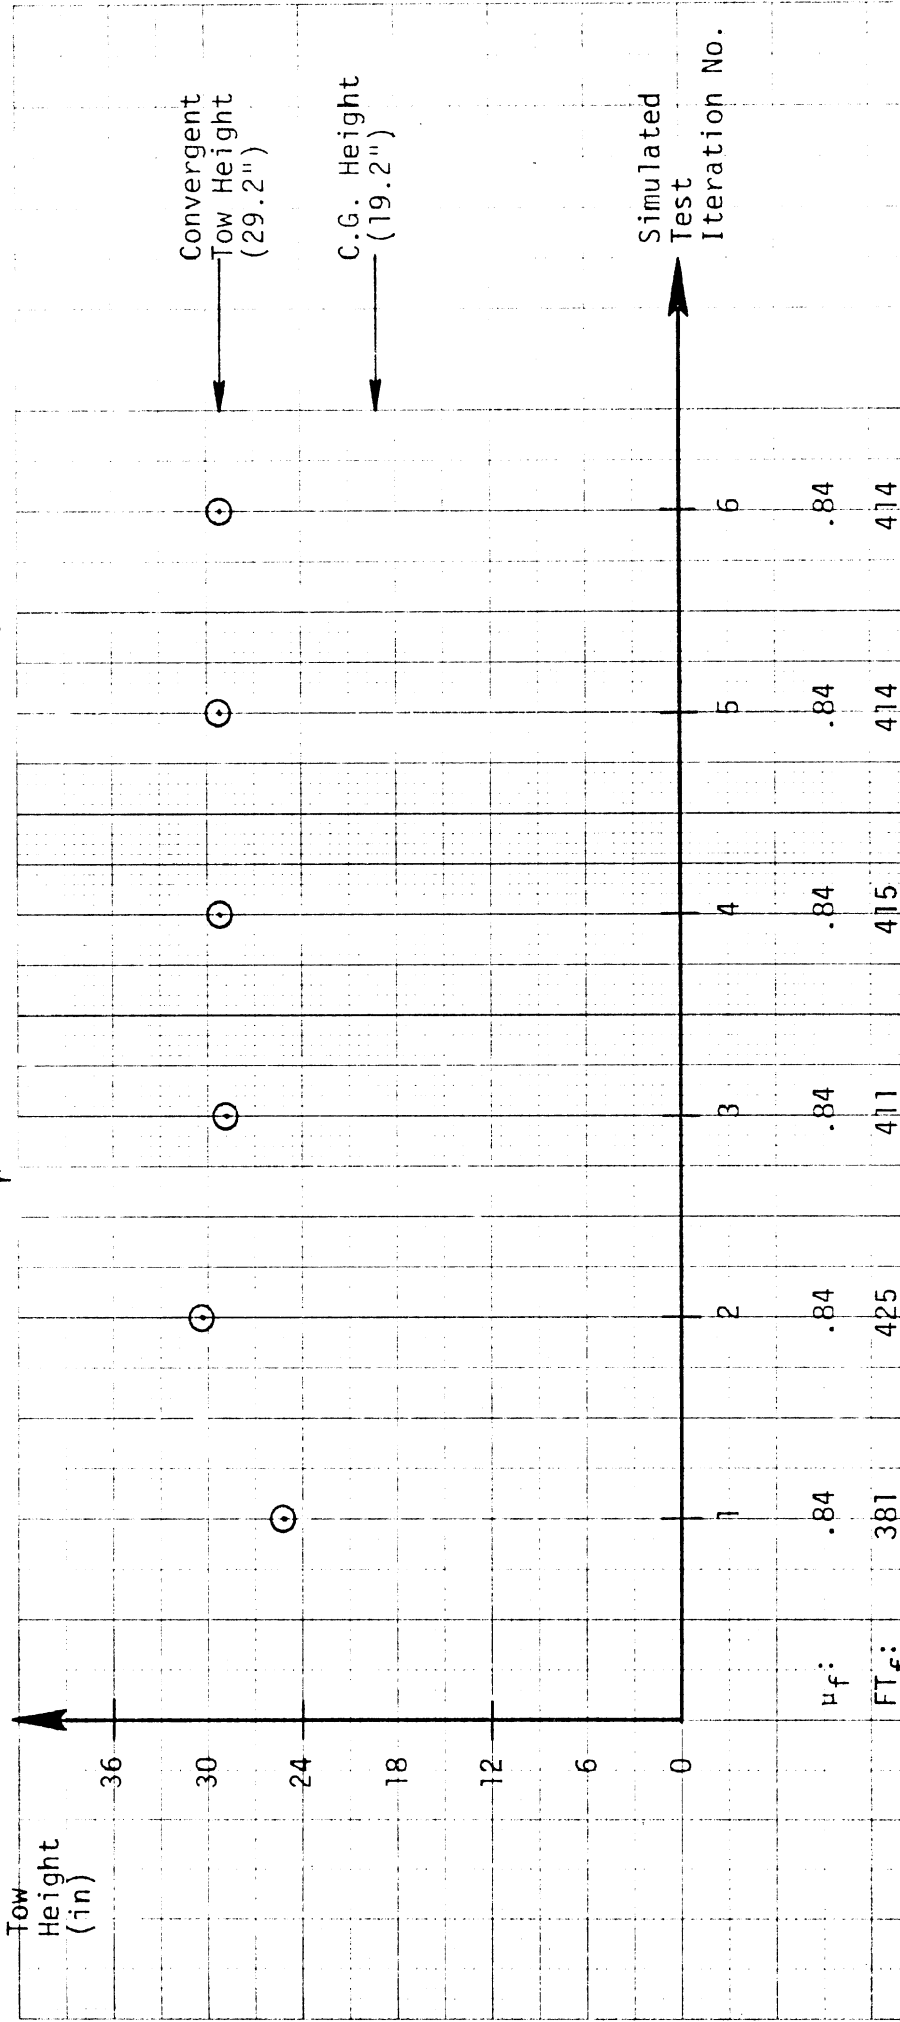 Tow
Height
(in)
36
30
24
18
12
6
0
Convergent
Tow Height
(29.2")
C.G. Height
(19.2")
Simulated
Test
Iteration No.
1 2 3 4 5 6
μf: .84 .84 .84 .84 .84 .84
FTf: 381 425 411 415 414 414